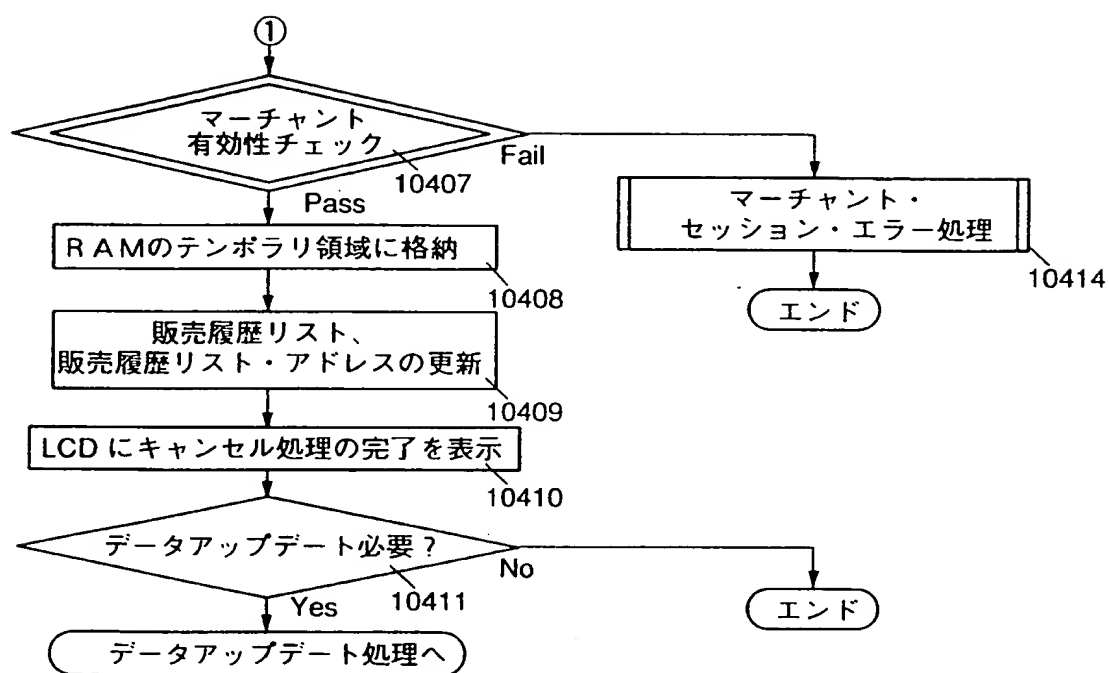 ①
マーチャント
有効性チェック
10407
Fail
Pass
マーチャント・
セッション・エラー処理
10414
エンド
ＲＡＭのテンポラリ領域に格納
10408
販売履歴リスト、
販売履歴リスト・アドレスの更新
10409
LCDにキャンセル処理の完了を表示
10410
データアップデート必要？
10411
No
Yes
エンド
データアップデート処理へ